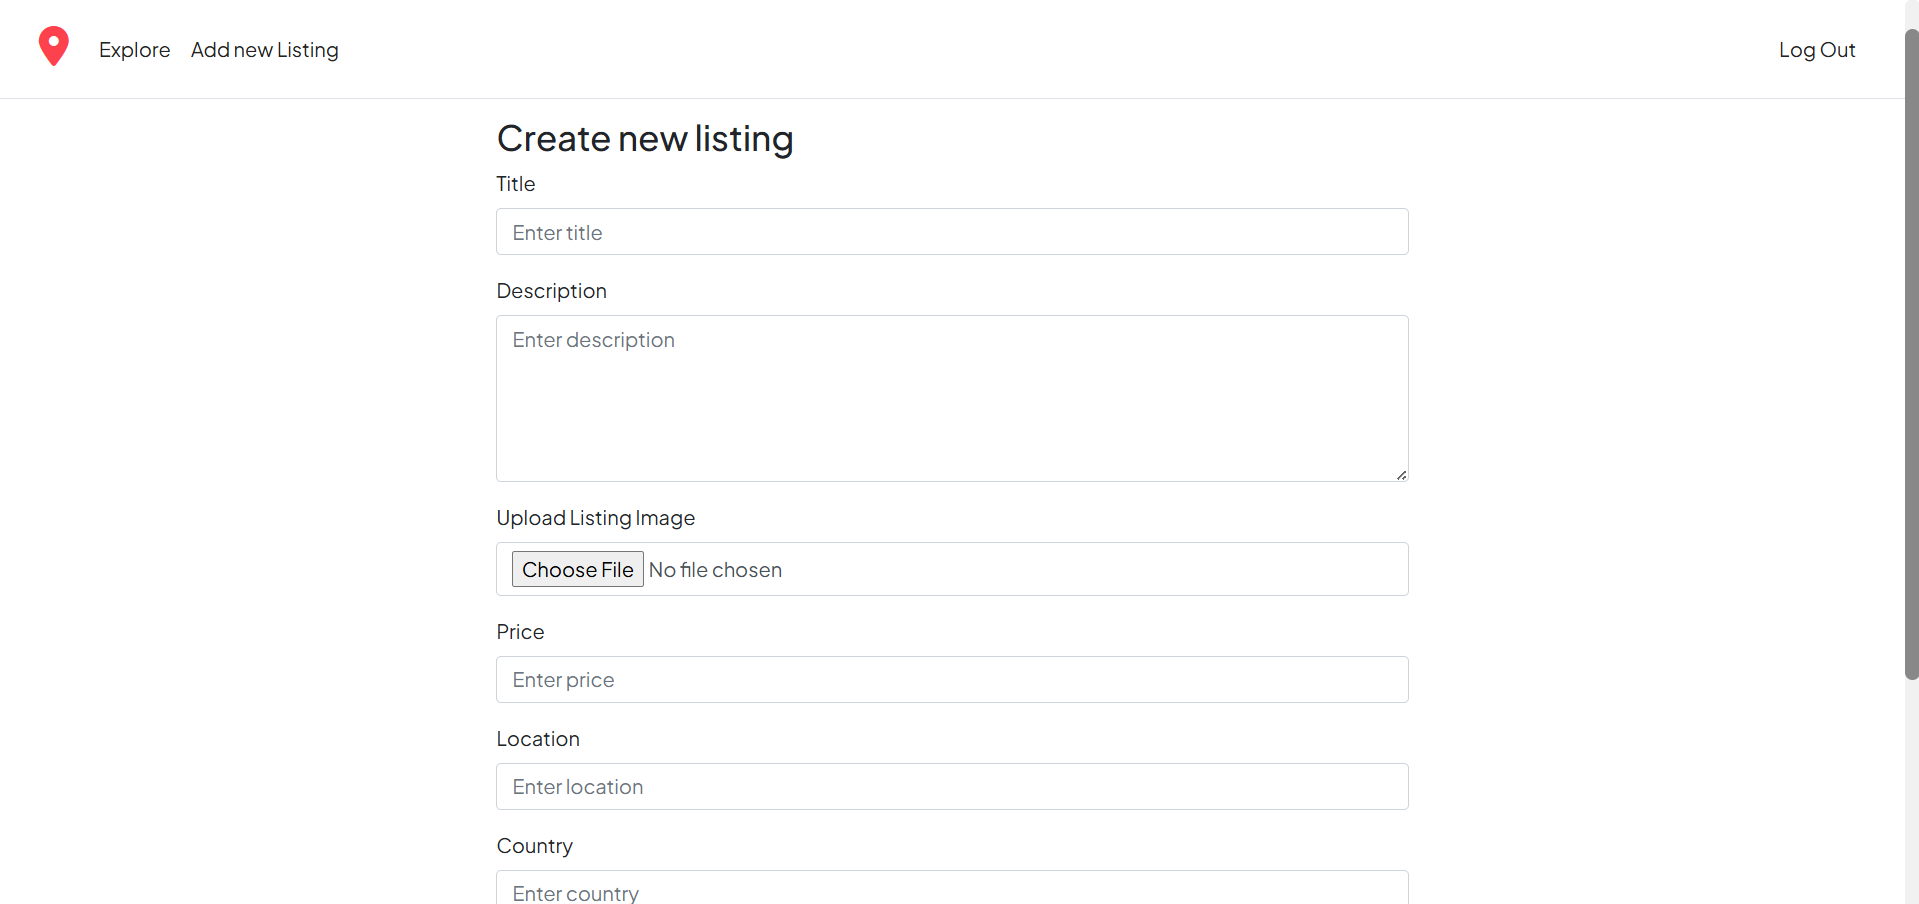 Explore Add new Listing Log Out
Create new listing
Title
Enter title
Description
Enter description
Upload Listing Image
Choose File No file chosen
Price
Enter price
Location
Enter location
Country
Enter country